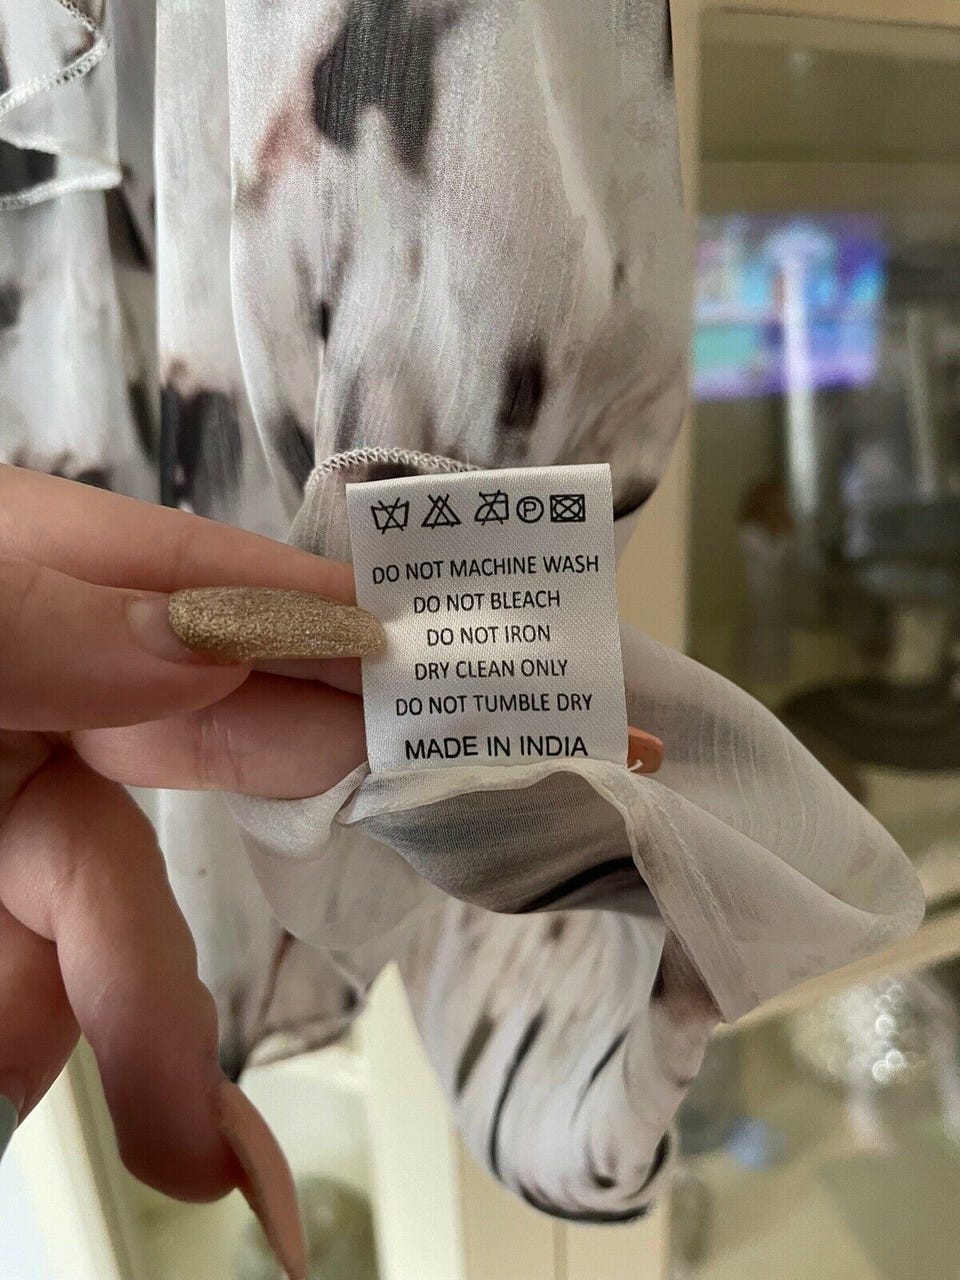 P
DO NOT MACHINE WASH
DO NOT BLEACH
DO NOT IRON
DRY CLEAN ONLY
DO NOT TUMBLE DRY
MADE IN INDIA